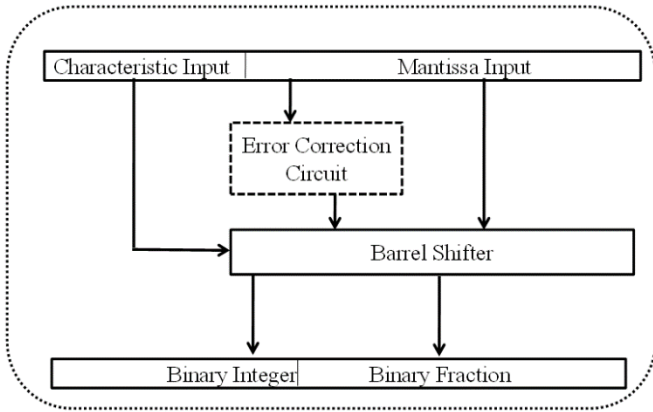 Characteristic Input Mantissa Input
Error Correction
Circuit
Barrel Shifter
Binary Integer Binary Fraction